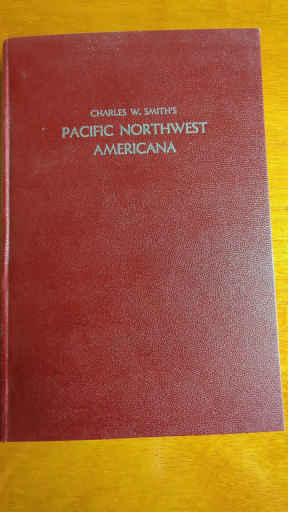 CHARLES W. SMITH'S
PACIFIC NORTHWEST
AMERICANA